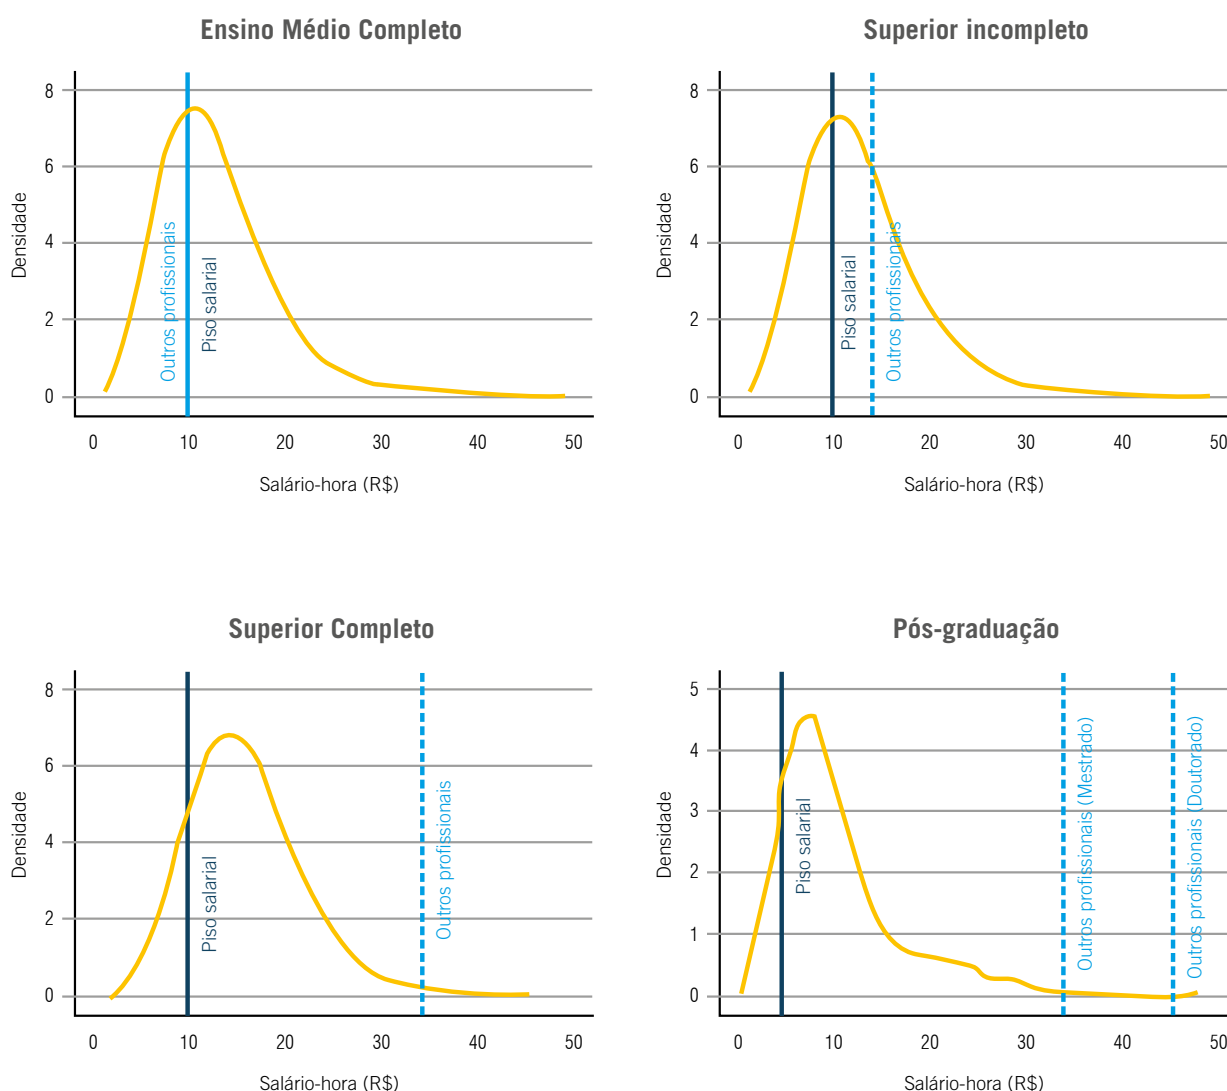 Ensino Médio Completo
8
6
4
2
0
Densidade
Outros profissionais
Piso salarial
0 10 20 30 40 50
Salário-hora (R$)
Superior incompleto
8
6
4
2
0
Densidade
Piso salarial
Outros profissionais
0 10 20 30 40 50
Salário-hora (R$)
Superior Completo
8
6
4
2
0
Densidade
Piso salarial
Outros profissionais
0 10 20 30 40 50
Salário-hora (R$)
Pós-graduação
5
4
3
2
1
0
Densidade
Piso salarial
Outros profissionais (Mestrado)
Outros profissionais (Doutorado)
0 10 20 30 40 50
Salário-hora (R$)